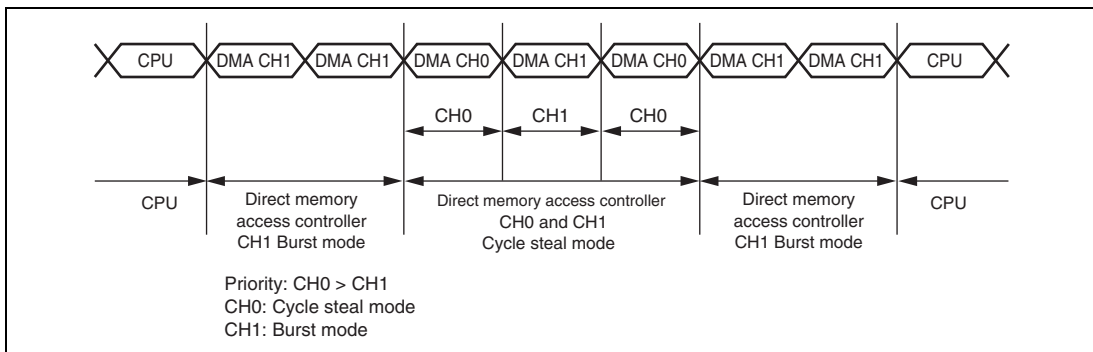 CPU DMA CH1 DMA CH1 DMA CH0 DMA CH1 DMA CH0 DMA CH1 DMA CH1 CPU
CH0 CH1 CH0
CPU
Direct memory
access controller
CH1 Burst mode
Direct memory access controller
CH0 and CH1
Cycle steal mode
Direct memory
access controller
CH1 Burst mode
CPU
Priority: CH0 > CH1
CH0: Cycle steal mode
CH1: Burst mode